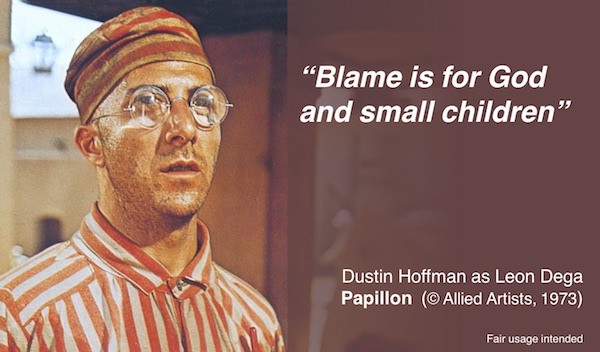 “Blame is for God
and small children”
Dustin Hoffman as Leon Dega
Papillon (© Allied Artists, 1973)
Fair usage intended